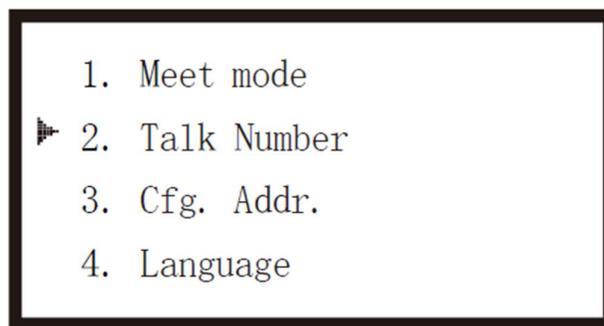 1. Meet mode
2. Talk Number
3. Cfg. Addr.
4. Language